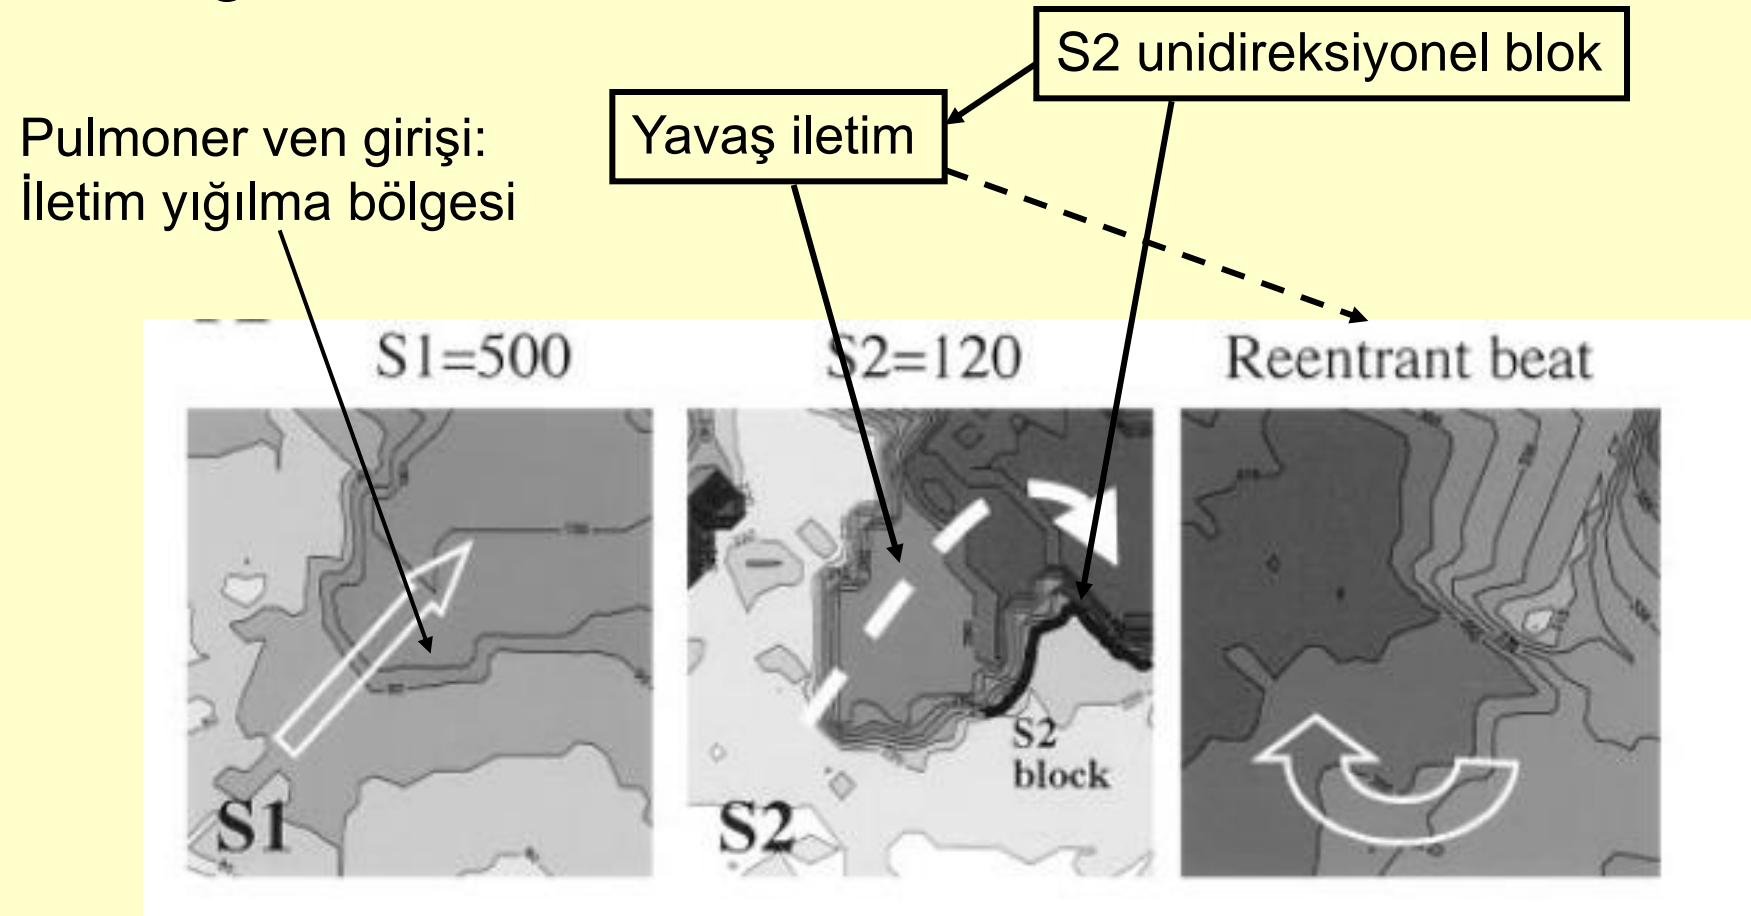 S2 unidireksiyonel blok
Yavaş iletim
Pulmoner ven girişi:
İletim yığılma bölgesi
S1=500
S2=120
Reentrant beat
S1
S2
S2
block